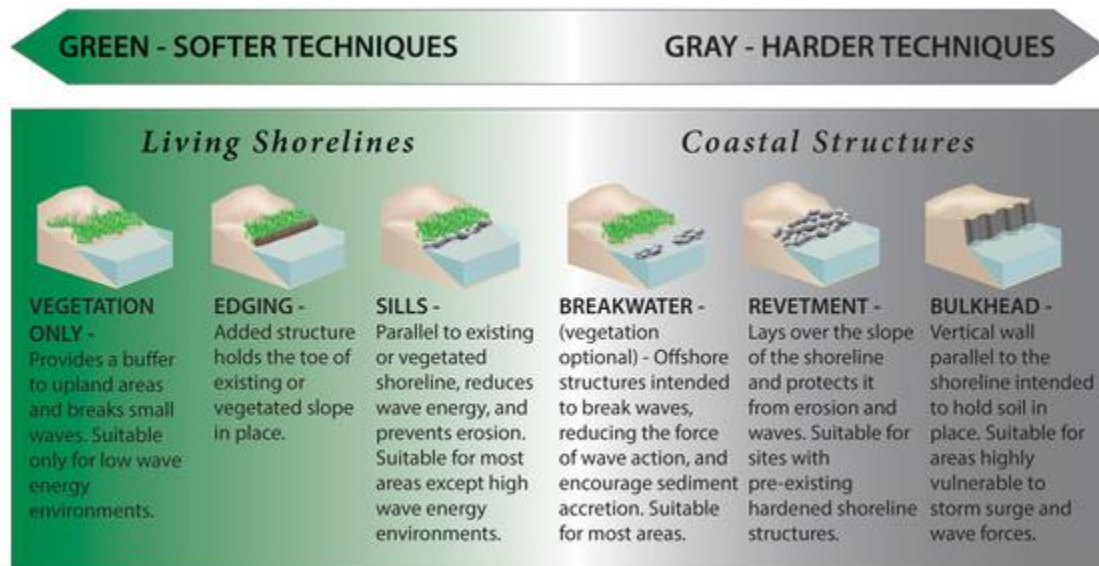 GREEN - SOFTER TECHNIQUES
GRAY - HARDER TECHNIQUES
Living Shorelines
Coastal Structures
VEGETATION
ONLY -
Provides a buffer
to upland areas
and breaks small
waves. Suitable
only for low wave
energy
environments.
EDGING -
Added structure
holds the toe of
existing or
vegetated slope
in place.
SILLS -
Parallel to existing
or vegetated
shoreline, reduces
wave energy, and
prevents erosion.
Suitable for most
areas except high
wave energy
environments.
BREAKWATER -
(vegetation
optional) - Offshore
structures intended
to break waves,
reducing the force
of wave action, and
encourage sediment
accretion. Suitable
for most areas.
REVETMENT -
Lays over the slope
of the shoreline
and protects it
from erosion and
waves. Suitable for
sites with
pre-existing
hardened shoreline
structures.
BULKHEAD -
Vertical wall
parallel to the
shoreline intended
to hold soil in
place. Suitable for
areas highly
vulnerable to
storm surge and
wave forces.